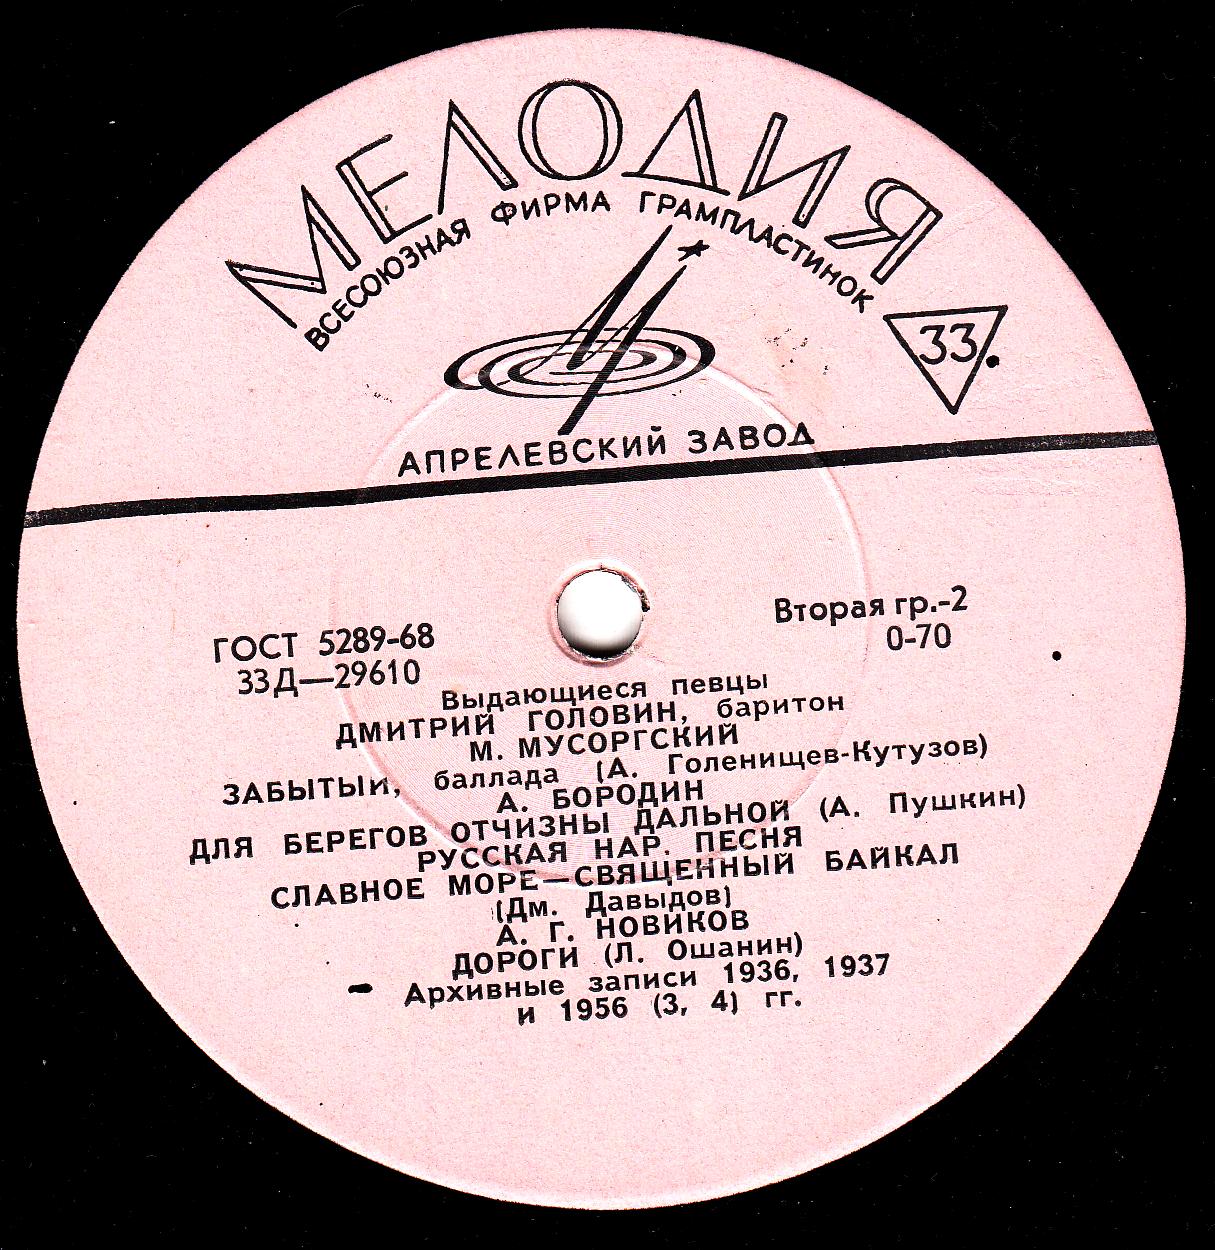 МЕЛОДИЯ
ВСЕСОЮЗНАЯ ФИРМА ГРАМПЛАСТИНОК
33
АПРЕЛЕВСКИЙ ЗАВОД
ГОСТ 5289-68
33Д—29610
Вторая гр.-2
0-70
Выдающиеся певцы
ДМИТРИЙ ГОЛОВИН, баритон
М. МУСОРГСКИЙ
ЗАБЫТЫи, баллада (А. Голенищев-Кутузов)
А. БОРОДИН
ДЛЯ БЕРЕГОВ ОТЧИЗНЫ ДАЛЬНОЙ (А. Пушкин)
РУССКАЯ НАР. ПЕСНЯ
СЛАВНОЕ МОРЕ—СВЯЩЕННЫЙ БАЙКАЛ
(Дм. Давыдов)
А. Г. НОВИКОВ
ДОРОГИ (Л. Ошанин)
Архивные записи 1936, 1937
и 1956 (3, 4) гг.